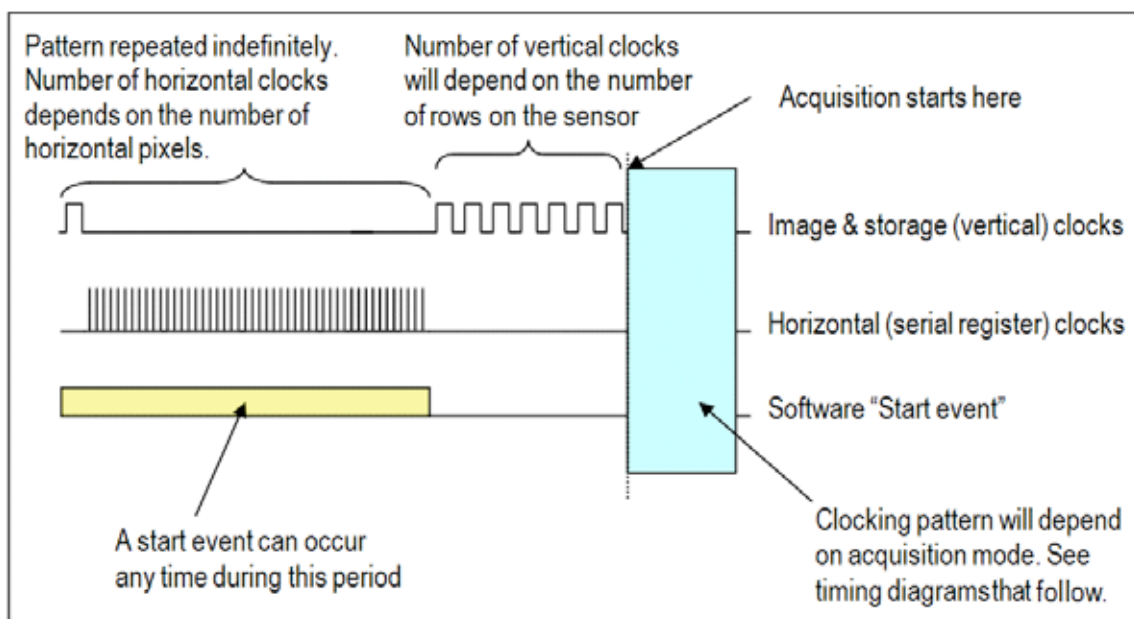 Pattern repeated indefinitely.
Number of horizontal clocks
depends on the number of
horizontal pixels.
Number of vertical clocks
will depend on the number
of rows on the sensor
Acquisition starts here
Image & storage (vertical) clocks
Horizontal (serial register) clocks
Software “Start event”
A start event can occur
any time during this period
Clocking pattern will depend
on acquisition mode. See
timing diagrams that follow.